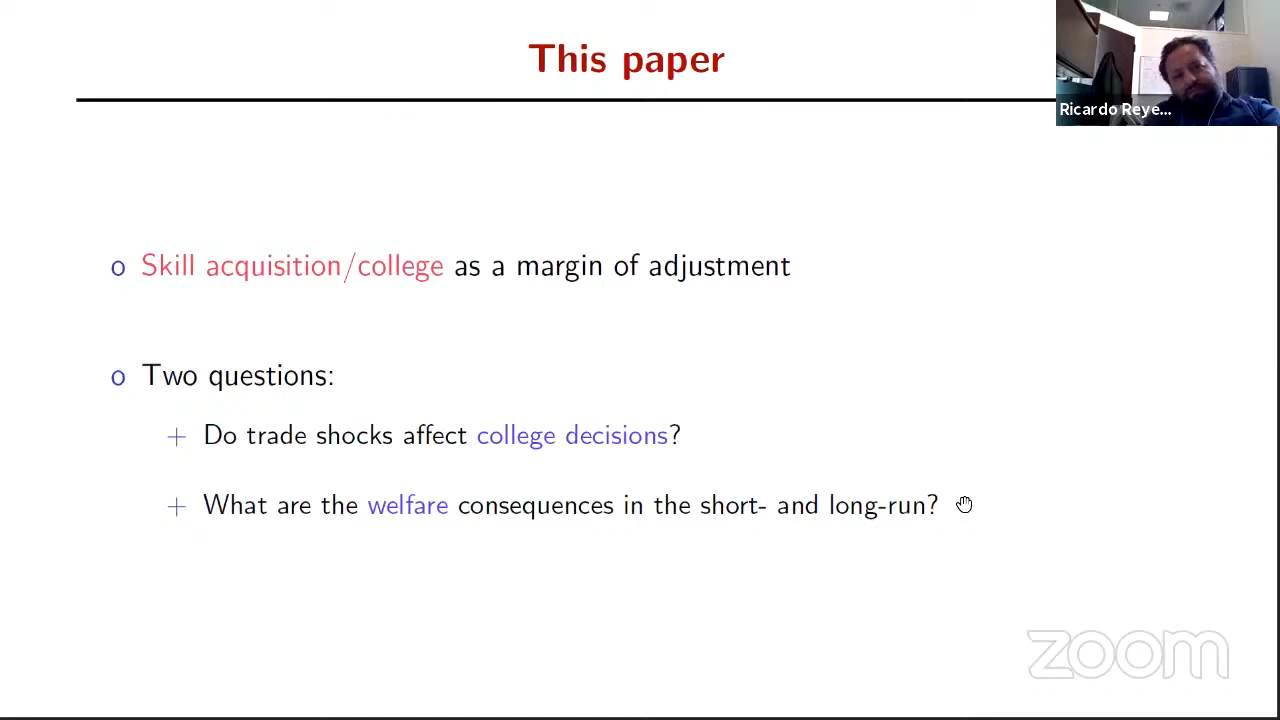 This paper
Ricardo Reye...
o Skill acquisition/college as a margin of adjustment
o Two questions:
+ Do trade shocks affect college decisions?
+ What are the welfare consequences in the short- and long-run?
zoom